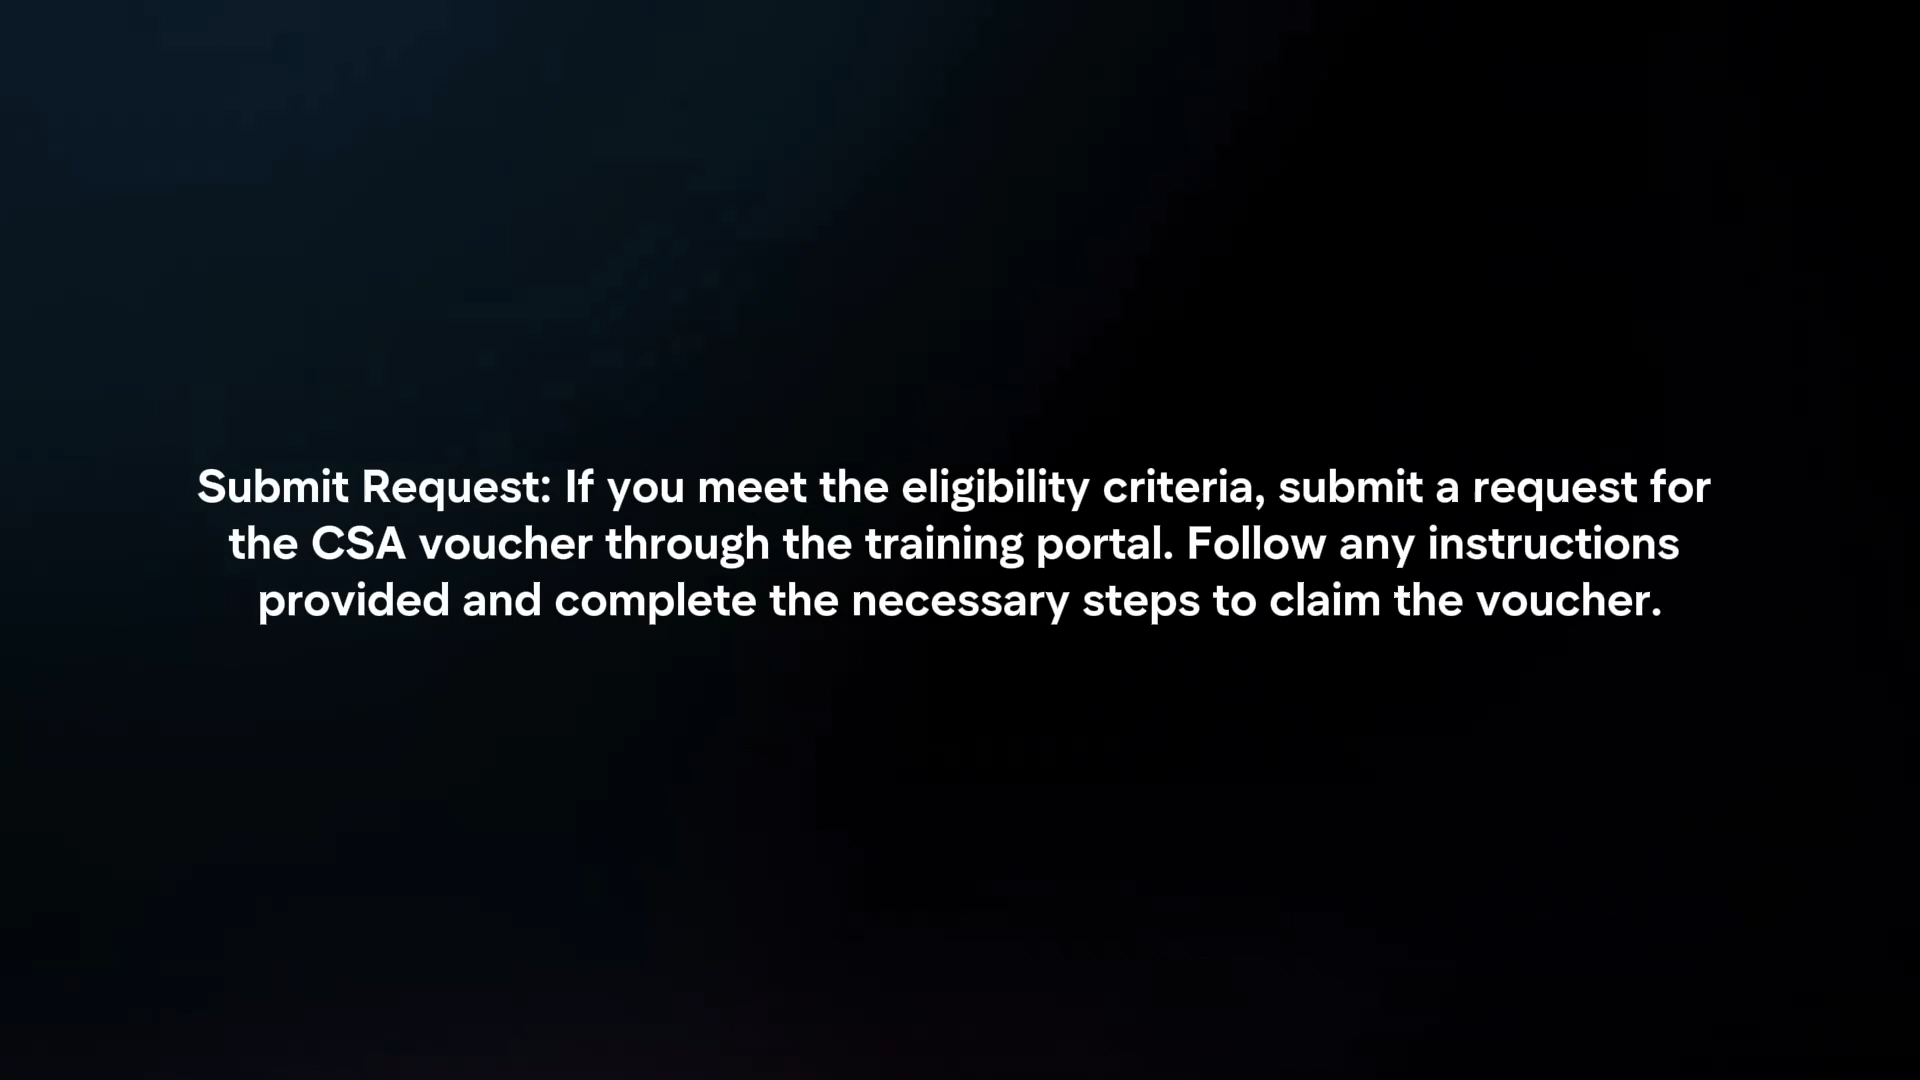 Submit Request: If you meet the eligibility criteria, submit a request for
the CSA voucher through the training portal. Follow any instructions
provided and complete the necessary steps to claim the voucher.